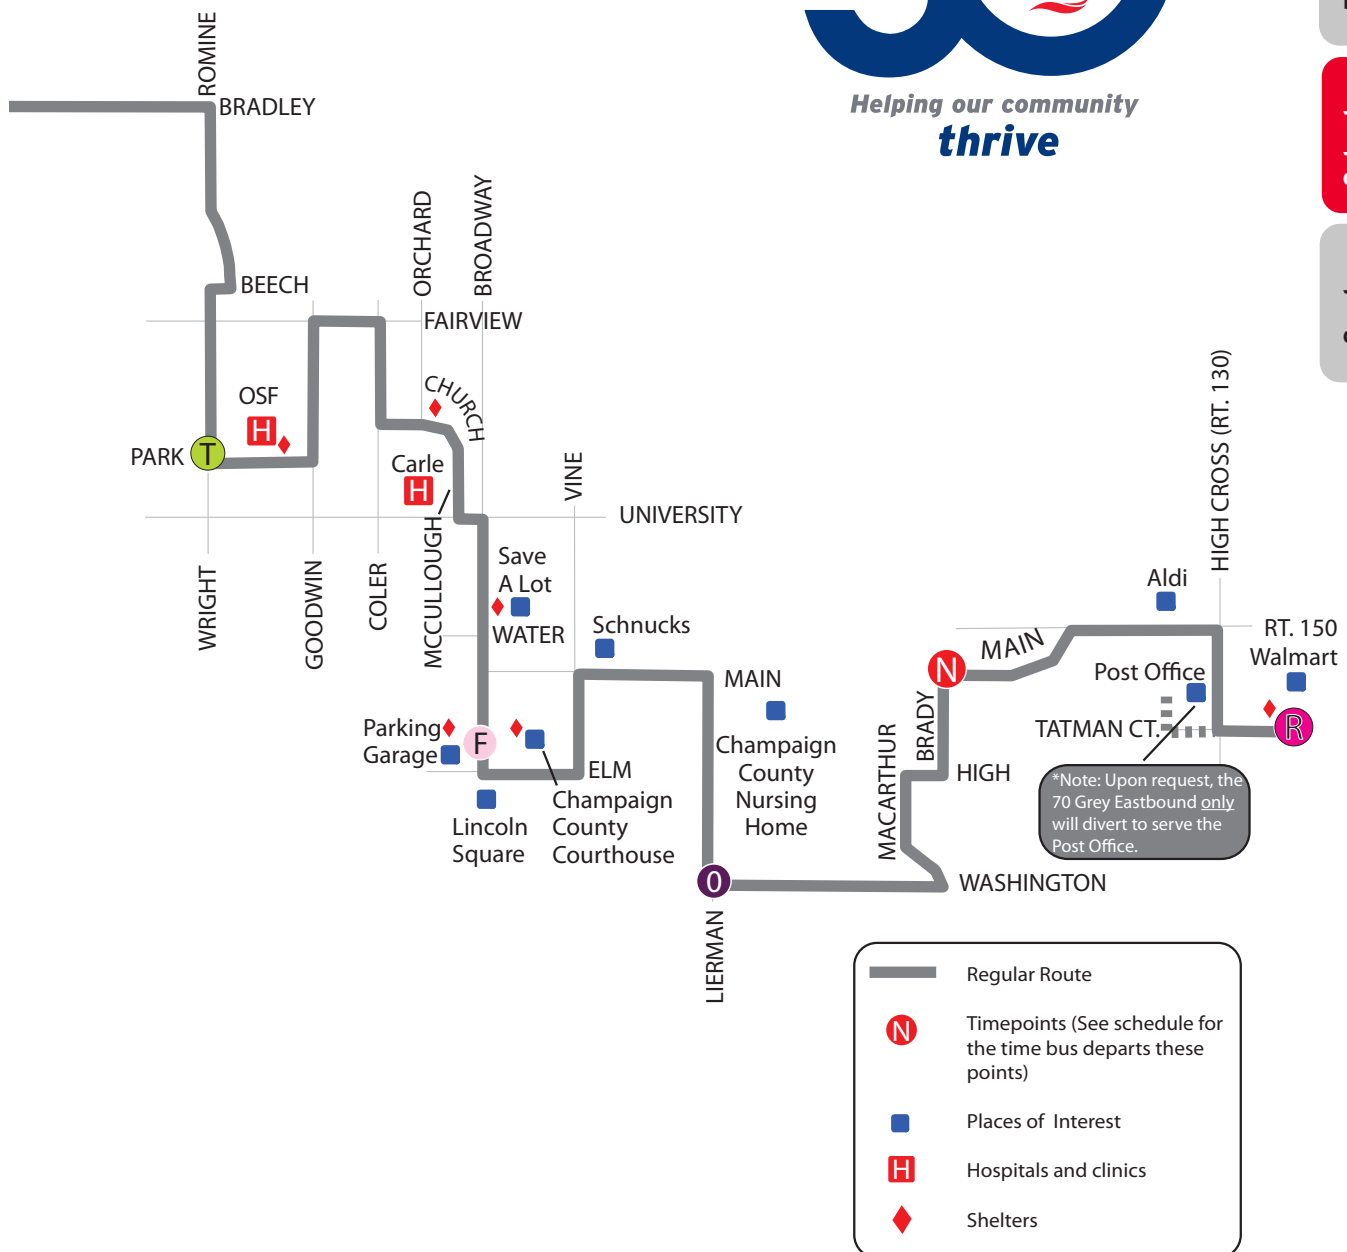 Helping our community
thrive
ROMINE
BRADLEY
ORCHARD
BROADWAY
BEECH
FAIRVIEW
CHURCH
OSF
H
PARK
T
Carle
H
VINE
UNIVERSITY
HIGH CROSS (RT. 130)
WRIGHT
GOODWIN
COLER
MCCULLOUGH
Save
A Lot
WATER
Schnucks
Aldi
RT. 150
Walmart
MAIN
N
Post Office
MAIN
TATMAN CT.
R
Parking
Garage
F
BRADY
MACARTHUR
Champaign
County
Nursing
Home
ELM
HIGH
Champaign
County
Courthouse
Lincoln
Square
*Note: Upon request, the
70 Grey Eastbound only
will divert to serve the
Post Office.
O
WASHINGTON
LIERMAN
Regular Route
N
Timepoints (See schedule for
the time bus departs these
points)
Places of Interest
H
Hospitals and clinics
Shelters